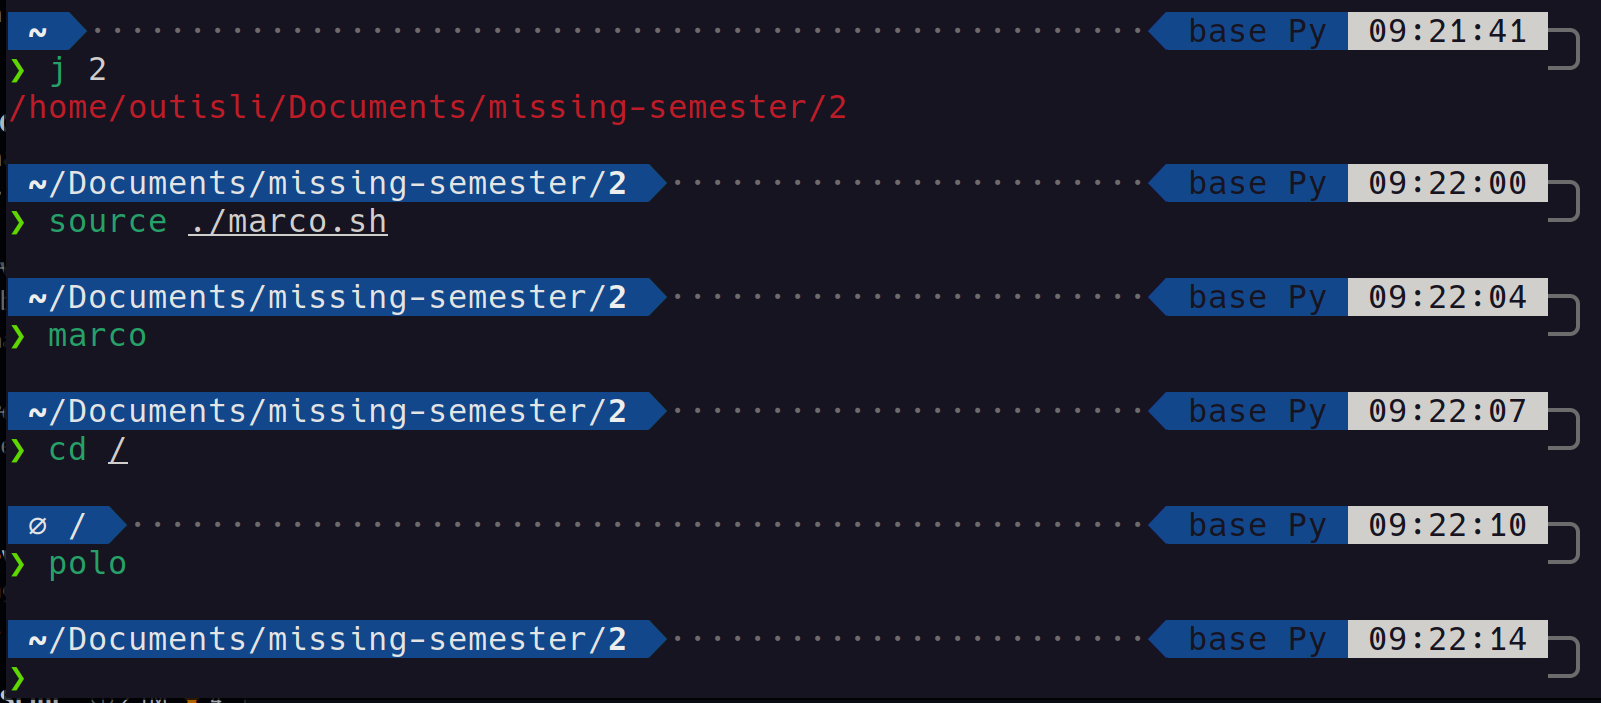 ~ base Py 09:21:41
❯ j 2
/home/outisli/Documents/missing-semester/2
~/Documents/missing-semester/2 base Py 09:22:00
❯ source ./marco.sh
~/Documents/missing-semester/2 base Py 09:22:04
❯ marco
~/Documents/missing-semester/2 base Py 09:22:07
❯ cd /
∅ / base Py 09:22:10
❯ polo
~/Documents/missing-semester/2 base Py 09:22:14
❯